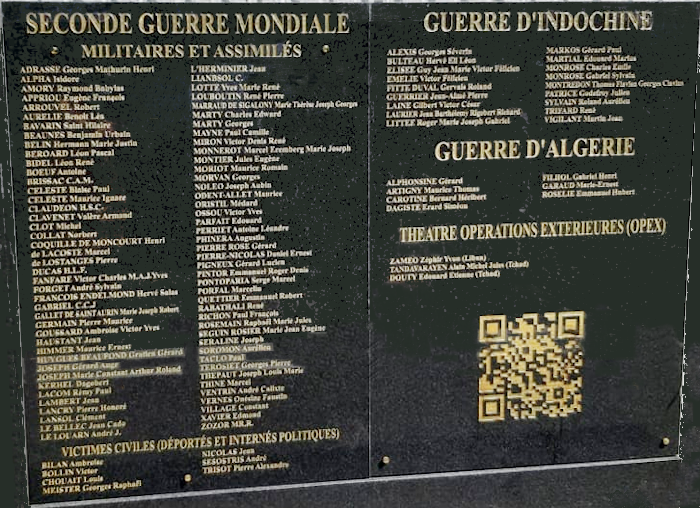 SECONDE GUERRE MONDIALE
MILITAIRES ET ASSIMILÉS
ADRASSE Georges Mathurin Henri
ALPHA Isidore
AMORY Raymond Babylas
APPRIOU Eugène François
ARROUVEL Robert
AURELIE Benoit Léa
BAVARIN Saint Hilaire
BEAUNES Benjamin Urbain
BELIN Hermann Marie Justin
BEROARD Léon Pascal
BIDEL Léon René
BOEUF Antoine
BRISSAC C.A.M.
CELESTE Blaise Paul
CELESTE Maurice Ignace
CLAUDEON H.S.C.
CLAVENET Valère Armand
CLOT Michel
COLLAT Norbert
COQUILLE DE MONCOURT Henri
de LACOSTE Marcel
de LOSTANGES Pierre
DUCAS H.L.F.
FANFARE Victor Charles M.A.J.Yves
FORGET André Sylvain
FRANCOIS ENDELMOND Hervé Salas
GABRIEL C.C.J
GALLET DE SAINT AURIN Marie Joseph Robert
GERMAIN Pierre Maurice
GOUSSARD Ambroise Victor Yves
HAUSTANT Jean
HIMMER Maurice Ernest
HUYGUES BEAUFOND Gratien Gérard
JOSEPH Gérard Auge
JOSEPH Marie Constant Arthur Roland
KERHEL Dagobert
LACOM Rémy Paul
LAMBERT Jean
LANCRY Pierre Honoré
LANSOL Clément
LE BELLEC Jean Cado
LE LOUARN André J.
L'HERMINIER Jean
LIANBSOL C.
LOTTE Yves Marie René
LOUBOUTIN René Pierre
MARRAUD DE SIGALONY Marie Thérèse Joseph Georges
MARTY Charles Edward
MARTY Georges
MAYNE Paul Camille
MIRON Victor Denis René
MONNEROT Marcel Ezemberg Marie Joseph
MONTIER Jules Eugène
MORIOT Maurice Romain
MORVAN Georges
NOLEO Joseph Aubin
ODENT-ALLET Maurice
ORISTIL Médard
OSSOU Victor Yves
PARFAIT Edouard
PERRIET Antoine Léandre
PHINERA Augustin
PIERRE ROSE Gérard
PIERRE-NICOLAS Daniel Ernest
PIGNEUX Gérard Lucien
PINTOR Emmanuel Roger Denis
PONTOPARIA Serge Marcel
PORFAL Marcelin
QUETTIER Emmanuel Robert
RABATHALI René
RICHON Paul François
ROSEMAIN Raphaël Marie Jules
SEGUIN ROSIER Marie Jean Eugène
SERALINE Joseph
SOROMON Aurélien
TACLO Paul
TEROSIET Georges Pierre
THEPAUT Joseph Louis Marie
THINE Marcel
VENTRIN André Calixte
VERNES Onésime Faustin
VILLAGE Constant
XAVIER Edmond
ZOZOR MR.R.
VICTIMES CIVILES (DÉPORTÉS ET INTERNÉS POLITIQUES)
BILAN Ambroise
BOLLIN Victor
CHOUAIT Louis
MEISTER Georges Raphaël
NICOLAS Jean
SESOSTRIS André
TRISOT Pierre Alexandre
GUERRE D'INDOCHINE
ALEXIS Georges Séverin
BULTEAU Hervé Eli Léon
ELISEE Guy Jean Marie Victor Félicien
EMELIE Victor Félicien
FITTE DUVAL Gervais Roland
GUERRIER Jean-Aimé Pierre
LAINE Gilbert Victor César
LAURIER Jean Barthélemy Rigobert Richard
LITTEE Roger Marie Joseph Gabriel
MARKOS Gérard Paul
MARTIAL Edouard Marius
MONROSE Charles Emile
MONROSE Gabriel Sylvain
MONTREDON Thomas Flavien Georges Clavius
PATRICE Godefroy Julien
SYLVAIN Roland Aurélien
TRIFARD René
VIGILANT Martin Jean
GUERRE D'ALGERIE
ALPHONSINE Gérard
ARTIGNY Maurice Thomas
CAROTINE Bernard Héribert
DAGISTE Erard Siméon
FILHOL Gabriel Henri
GARAUD Marie-Ernest
ROSELIE Emmanuel Hubert
THEATRE OPERATIONS EXTERIEURES (OPEX)
ZAMEO Zéphir Yvon (Liban)
TANDAVARAYEN Alain Michel Jules (Tchad)
DOUTY Edouard Etienne (Tchad)